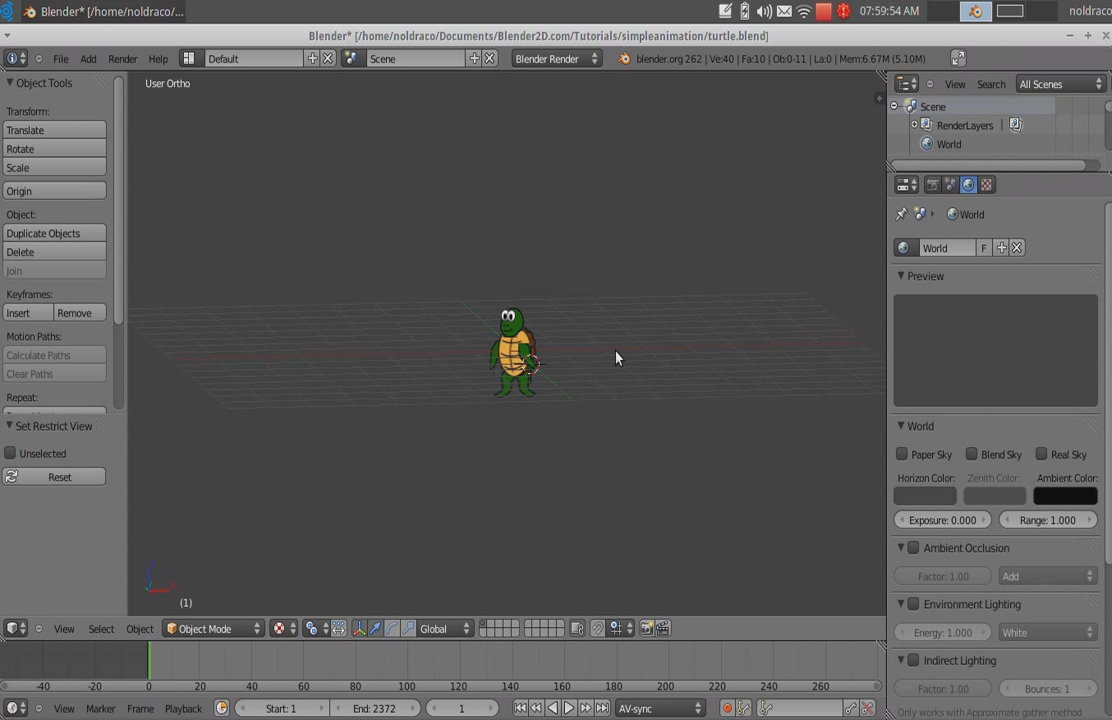 Blender* [/home/noldraco/...
07:59:54 AM
noldraco
Blender* [/home/noldraco/Documents/Blender2D.com/Tutorials/simpleanimation/turtle.blend]
File Add Render Help
Default
Scene
Blender Render
blender.org 262 | Ve:40 | Fa:10 | Ob:0-11 | La:0 | Mem:6.67M (5.10M)
Object Tools
Transform:
Translate
Rotate
Scale
Origin
Object:
Duplicate Objects
Delete
Join
Keyframes:
Insert Remove
Motion Paths:
Calculate Paths
Clear Paths
Repeat:
Set Restrict View
Unselected
Reset
User Ortho
(1)
View Select Object
Object Mode
Global
-40 -20 0 20 40 60 80 100 120 140 160 180 200 220 240 260
View Marker Frame Playback
Start: 1
End: 2372
1
AV-sync
View Search All Scenes
Scene
RenderLayers
World
World
World F
Preview
World
Paper Sky Blend Sky Real Sky
Horizon Color: Zenith Color: Ambient Color:
Exposure: 0.000 Range: 1.000
Ambient Occlusion
Factor: 1.00 Add
Environment Lighting
Energy: 1.000 White
Indirect Lighting
Factor: 1.00 Bounces: 1
Only works with Approximate gather method